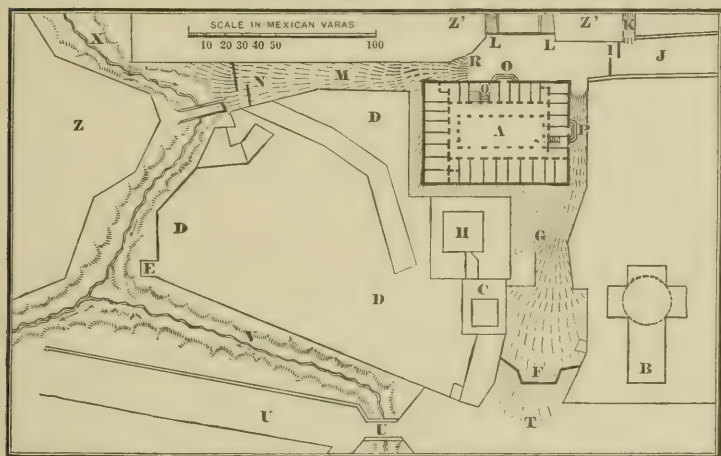 SCALE IN MEXICAN VARAS
10 20 30 40 50 100
X
Z' Z' K
L L
I
J
R O
N M
Q
Z
D
A
P
D
H
E
G
D
C
B
F
U
T
U